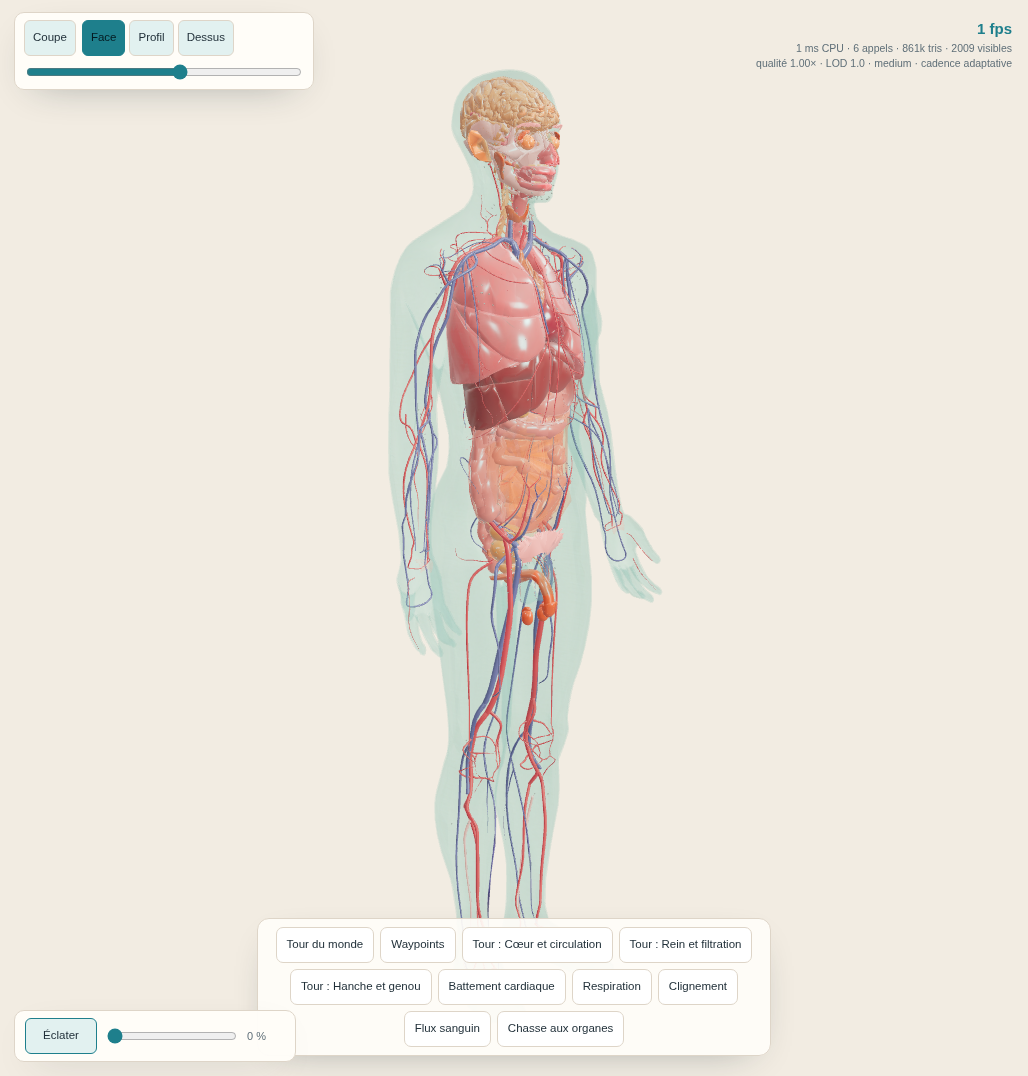 Coupe Face Profil Dessus
1 fps
1 ms CPU · 6 appels · 861k tris · 2009 visibles
qualité 1.00× · LOD 1.0 · medium · cadence adaptative
Tour du monde Waypoints Tour : Cœur et circulation Tour : Rein et filtration
Tour : Hanche et genou Battement cardiaque Respiration Clignement
Flux sanguin Chasse aux organes
Éclater 0 %